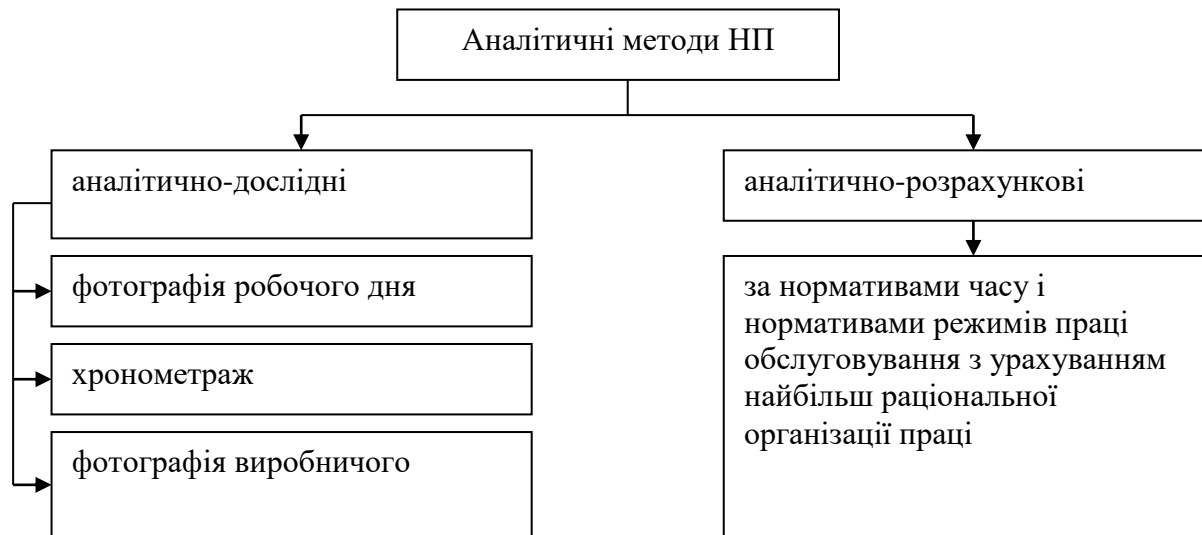 Аналітичні методи НП
аналітично-дослідні
фотографія робочого дня
хронометраж
фотографія виробничого
аналітично-розрахункові
за нормативами часу і
нормативами режимів праці
обслуговування з урахуванням
найбільш раціональної
організації праці